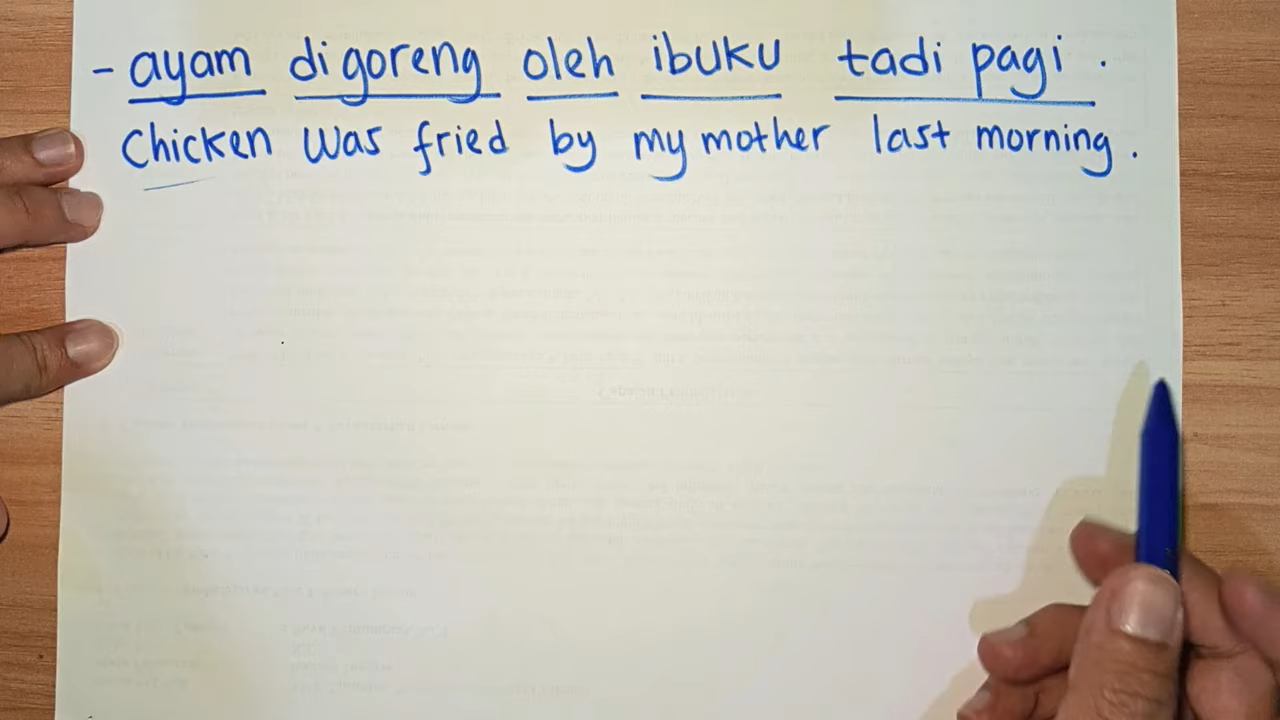 - ayam digoreng oleh ibuku tadi pagi.
Chicken was fried by my mother last morning.